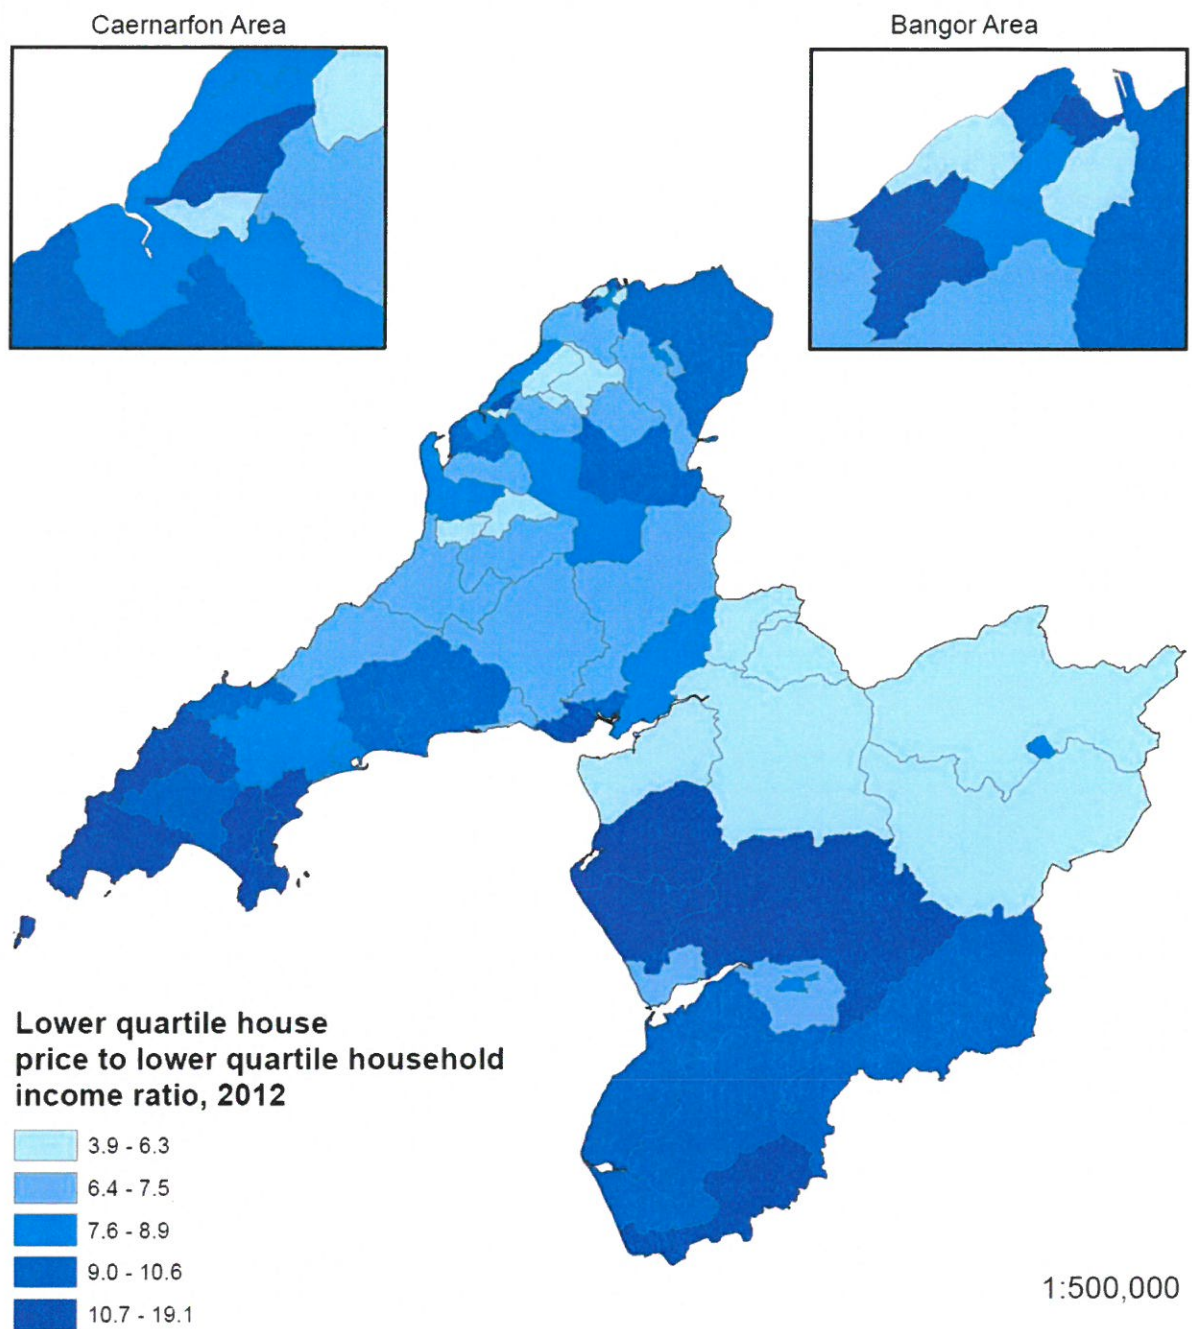 Caernarfon Area
Bangor Area
Lower quartile house
price to lower quartile household
income ratio, 2012
3.9 - 6.3
6.4 - 7.5
7.6 - 8.9
9.0 - 10.6
10.7 - 19.1
1:500,000